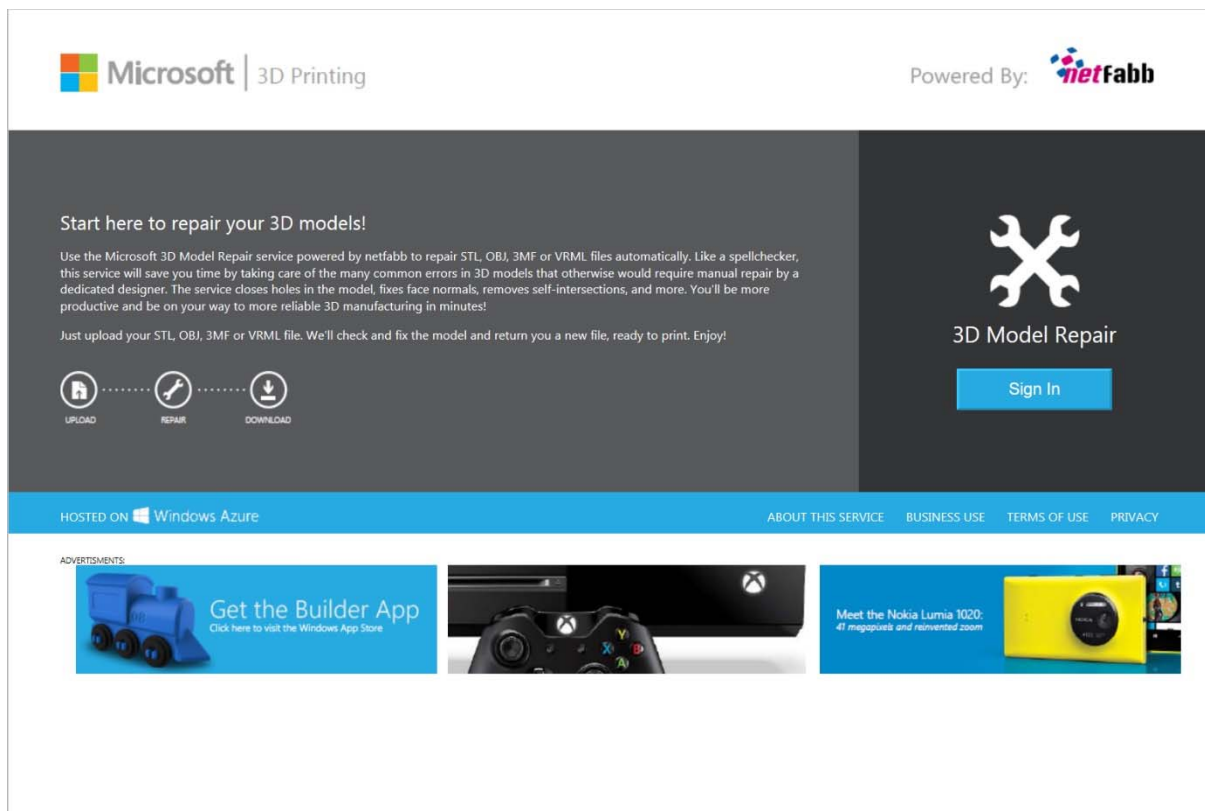 Microsoft | 3D Printing
Powered By: netfabb
Start here to repair your 3D models!
Use the Microsoft 3D Model Repair service powered by netfabb to repair STL, OBJ, 3MF or VRML files automatically. Like a spellchecker,
this service will save you time by taking care of the many common errors in 3D models that otherwise would require manual repair by a
dedicated designer. The service closes holes in the model, fixes face normals, removes self-intersections, and more. You'll be more
productive and be on your way to more reliable 3D manufacturing in minutes!
Just upload your STL, OBJ, 3MF or VRML file. We'll check and fix the model and return you a new file, ready to print. Enjoy!
UPLOAD REPAIR DOWNLOAD
3D Model Repair
Sign In
HOSTED ON Windows Azure
ABOUT THIS SERVICE BUSINESS USE TERMS OF USE PRIVACY
ADVERTISMENTS:
Get the Builder App
Click here to visit the Windows App Store
Y
X B
A
Meet the Nokia Lumia 1020:
41 megapixels and reinvented zoom
NOKIA